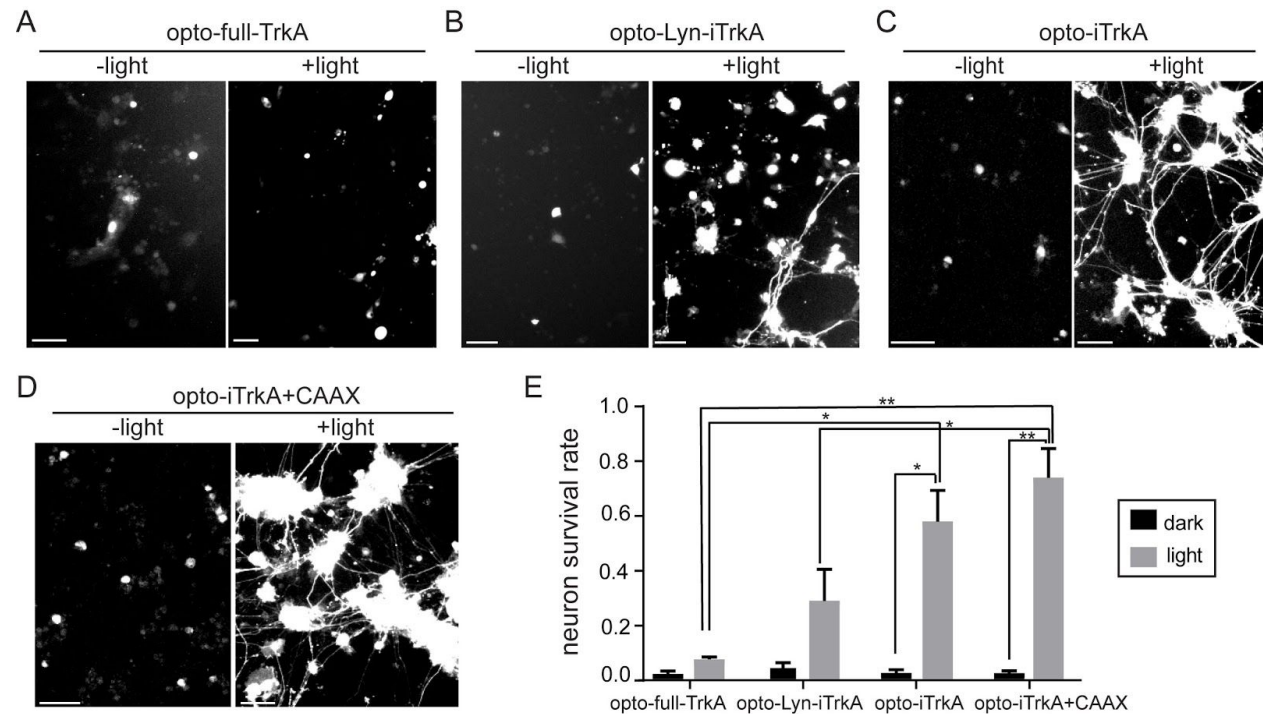 A
opto-full-TrkA
-light
+light
B
opto-Lyn-iTrkA
-light
+light
C
opto-iTrkA
-light
+light
D
opto-iTrkA+CAAX
-light
+light
E
neuron survival rate
1.0
0.8
0.6
0.4
0.2
0.0
**
*
*
*
**
opto-full-TrkA opto-Lyn-iTrkA opto-iTrkA opto-iTrkA+CAAX
dark
light